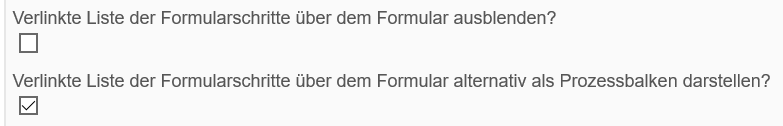 Verlinkte Liste der Formularschritte über dem Formular ausblenden?
Verlinkte Liste der Formularschritte über dem Formular alternativ als Prozessbalken darstellen?